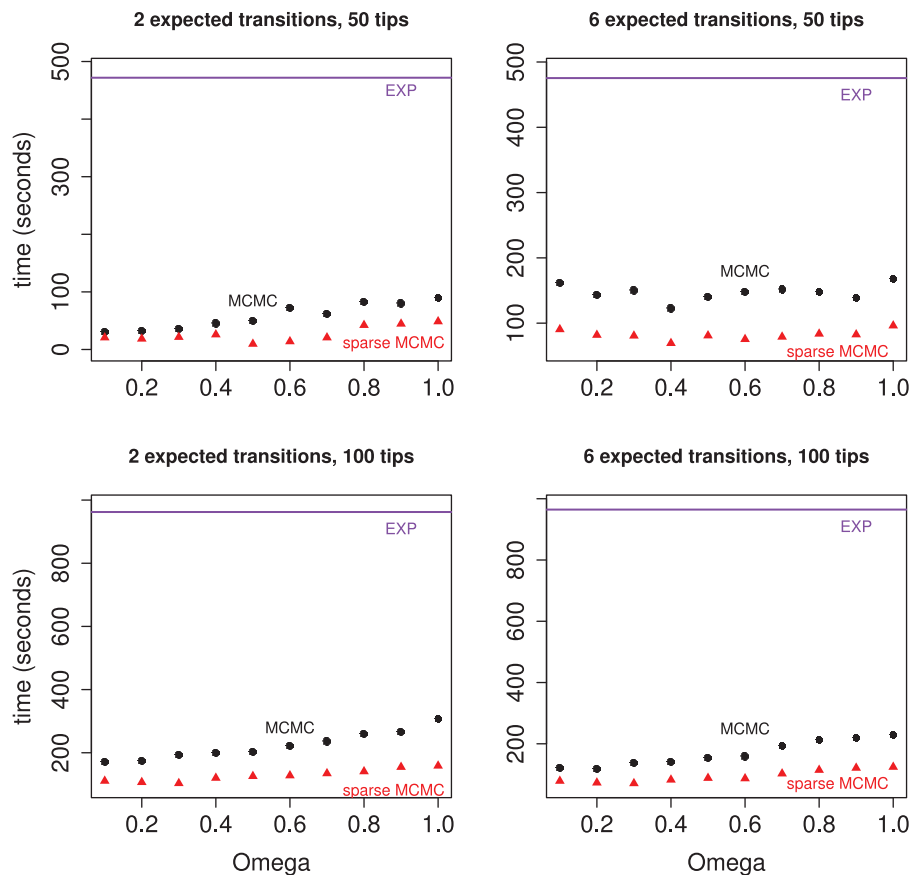 2 expected transitions, 50 tips
time (seconds)
0 100 300 500
EXP
MCMC
sparse MCMC
0.2 0.4 0.6 0.8 1.0
6 expected transitions, 50 tips
100 200 300 400 500
EXP
MCMC
sparse MCMC
0.2 0.4 0.6 0.8 1.0
2 expected transitions, 100 tips
time (seconds)
200 400 600 800
EXP
MCMC
sparse MCMC
0.2 0.4 0.6 0.8 1.0
Omega
6 expected transitions, 100 tips
200 400 600 800
EXP
MCMC
sparse MCMC
0.2 0.4 0.6 0.8 1.0
Omega